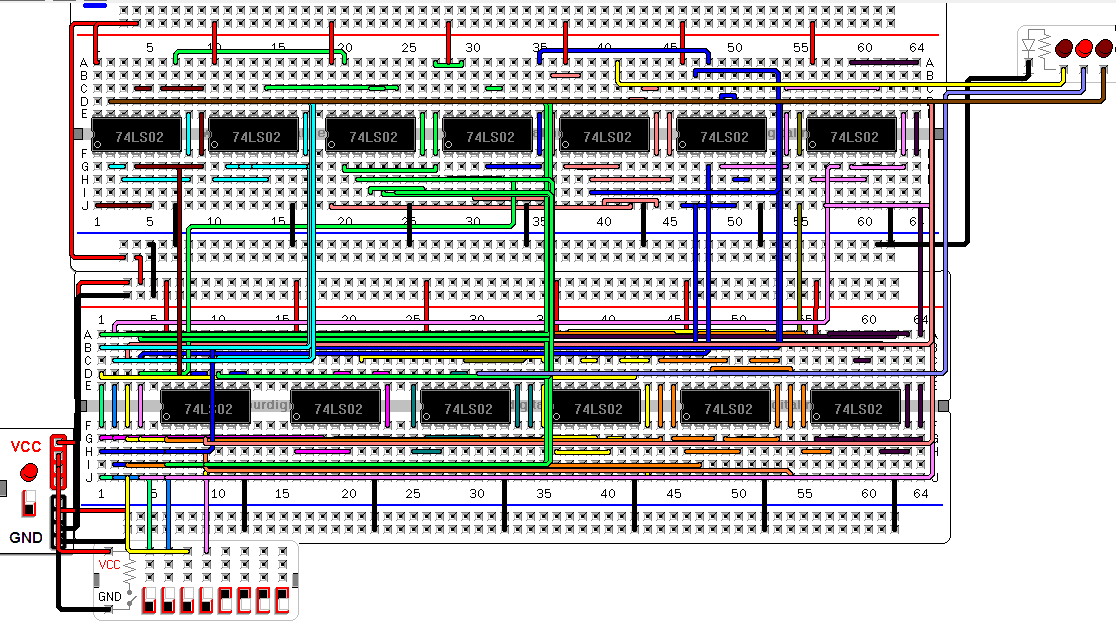 1 5 10 15 20 25 30 35 40 45 50 55 60 64
A A
B B
C C
D
E
74LS02 74LS02 74LS02 74LS02 74LS02 74LS02 74LS02
F
G
H
I
J
1 5 10 15 20 25 30 35 40 45 50 55 60 64
1 5 10 15 20 25 30 35 40 45 50 55 60 64
A
B
C
D
E
74LS02 74LS02 74LS02 74LS02 74LS02 74LS02
F
G
H
I
J
1 5 10 15 20 25 30 35 40 45 50 55 60 64
VCC
GND
VCC
GND